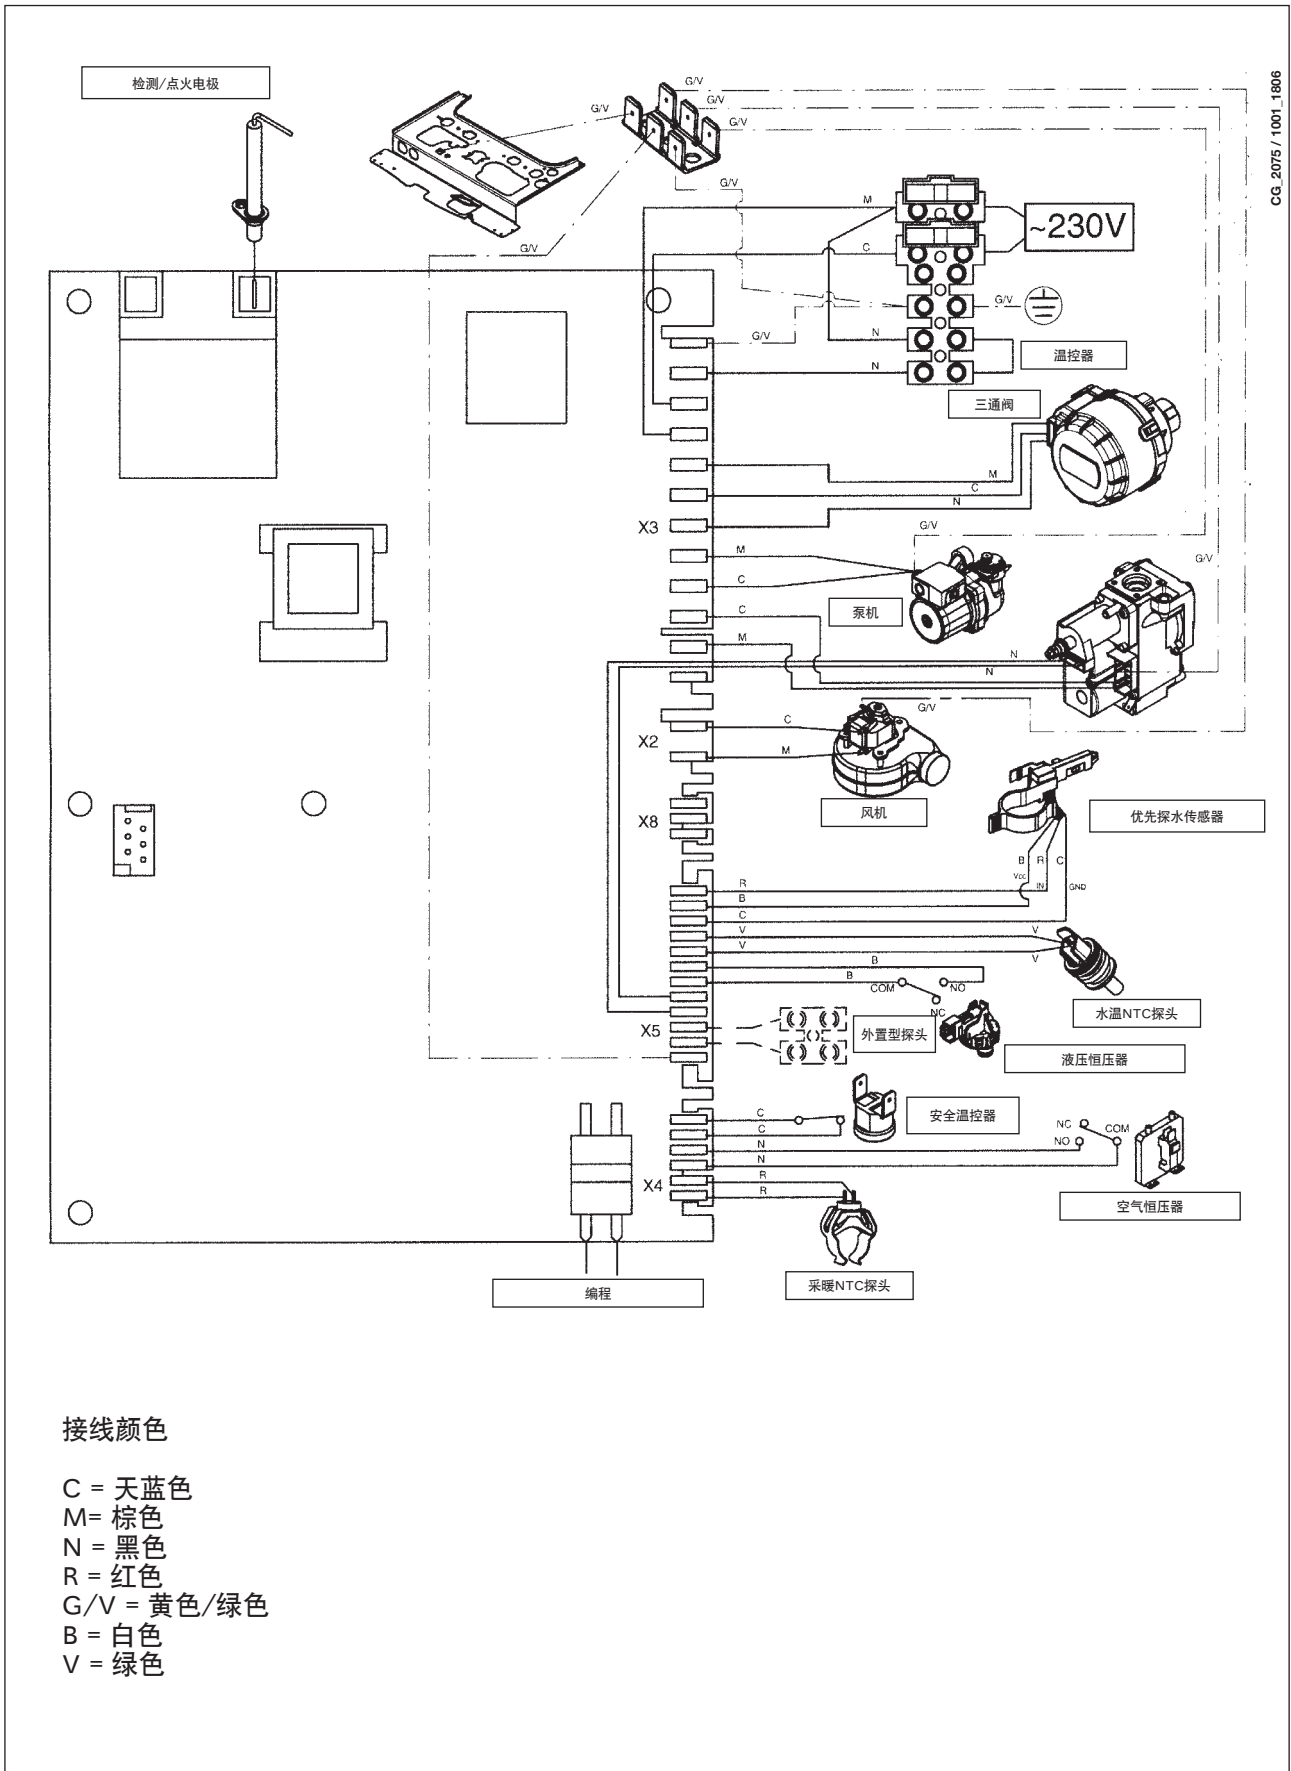 检测/点火电极
G/V
G/V
G/V
G/V
G/V
G/V
CG_2075 / 1001_1806
M
~230V
C
G/V
G/V
N
温控器
N
三通阀
M
C
N
X3
G/V
M
G/V
C
泵机
C
M
N
N
G/V
C
X2
M
风机
优先探水传感器
X8
B R C
VDC
IN
GND
R
B
C
V
V
V
V
B
B
COM
NO
NC
水温NTC探头
X5
外置型探头
液压恒压器
安全温控器
C
C
NC
COM
NO
N
N
R
X4
R
空气恒压器
采暖NTC探头
编程
接线颜色
C = 天蓝色
M= 棕色
N = 黑色
R = 红色
G/V = 黄色/绿色
B = 白色
V = 绿色